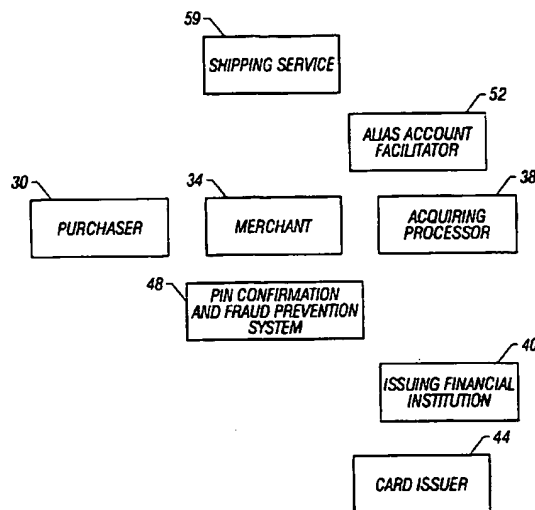 59
SHIPPING SERVICE
52
ALIAS ACCOUNT
FACILITATOR
30
34
38
PURCHASER
MERCHANT
ACQUIRING
PROCESSOR
48
PIN CONFIRMATION
AND FRAUD PREVENTION
SYSTEM
40
ISSUING FINANCIAL
INSTITUTION
44
CARD ISSUER